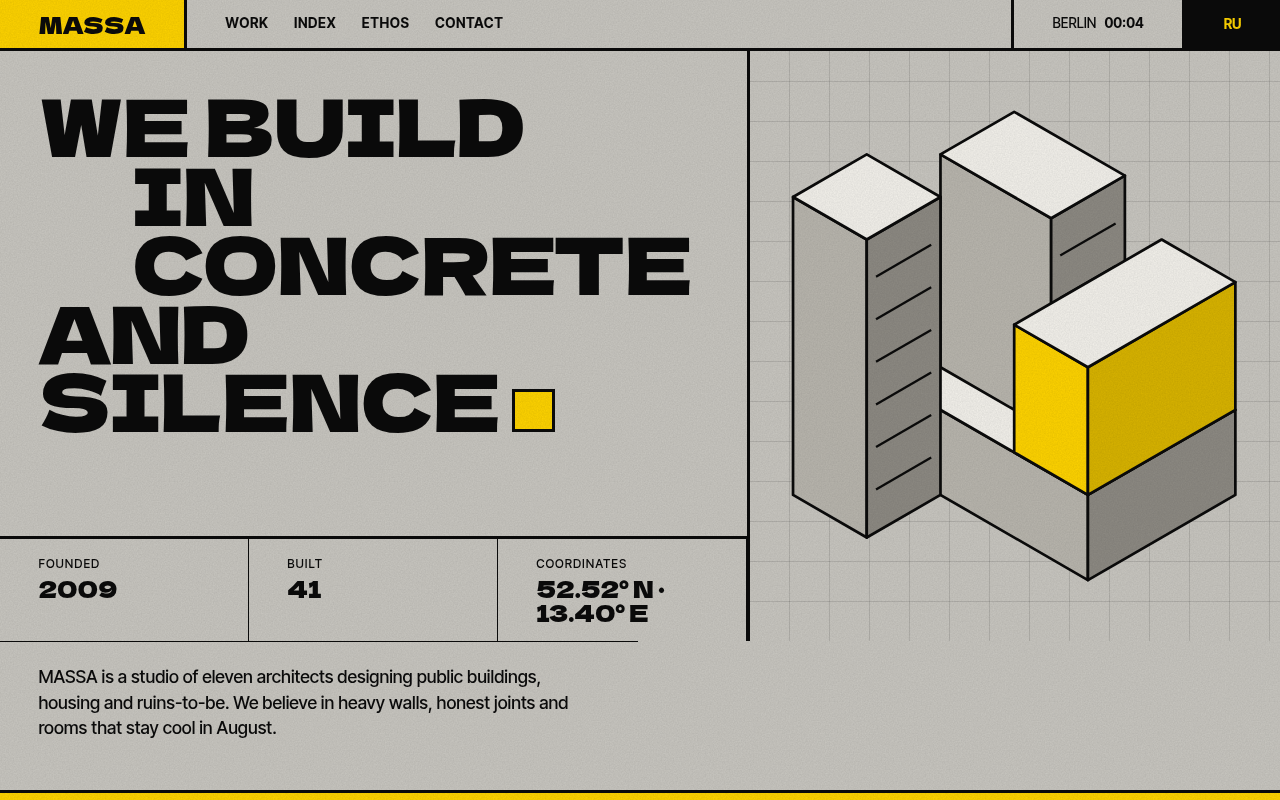 MASSA
WORK INDEX ETHOS CONTACT
BERLIN 00:04
RU
WE BUILD
IN
CONCRETE
AND
SILENCE
FOUNDED
2009
BUILT
41
COORDINATES
52.52° N ·
13.40° E
MASSA is a studio of eleven architects designing public buildings,
housing and ruins-to-be. We believe in heavy walls, honest joints and
rooms that stay cool in August.